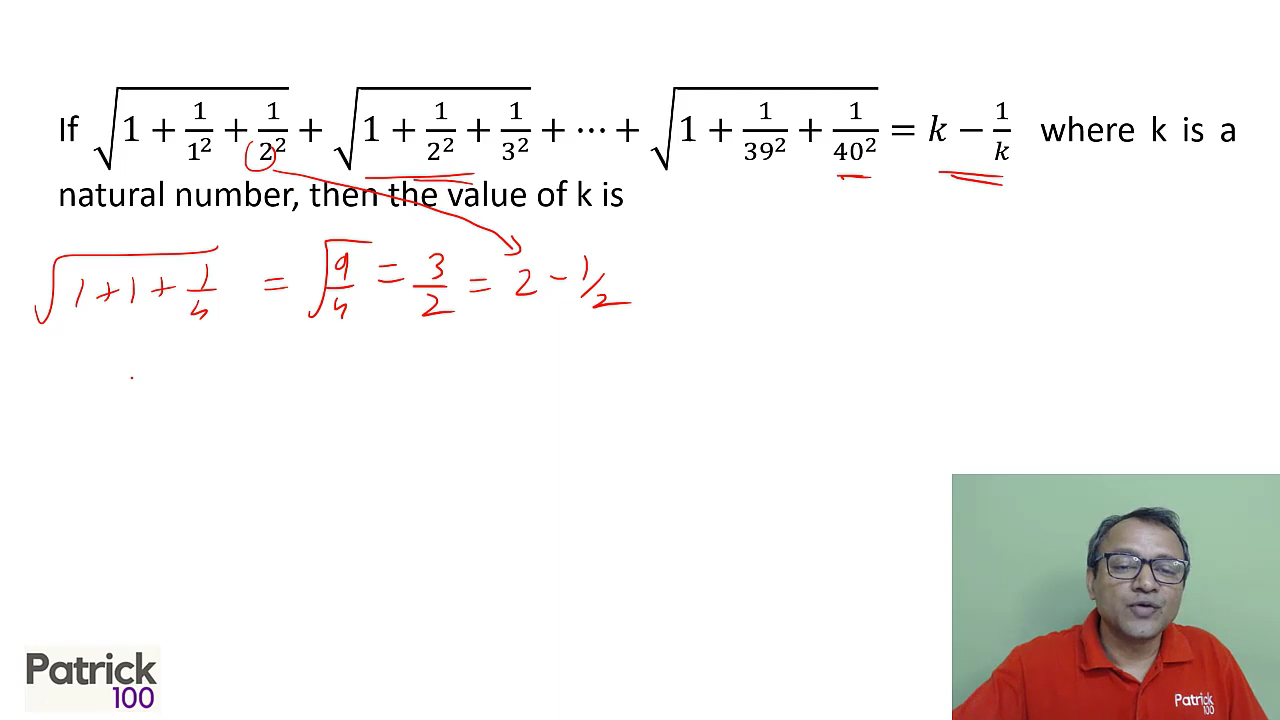 If √(1 + 1/1² + 1/2²) + √(1 + 1/2² + 1/3²) + ⋯ + √(1 + 1/39² + 1/40²) = k − 1/k where k is a
natural number, then the value of k is
√(1 + 1 + 1/4) = √(9/4) = 3/2 = 2 − 1/2
Patrick
100
Patrick
100